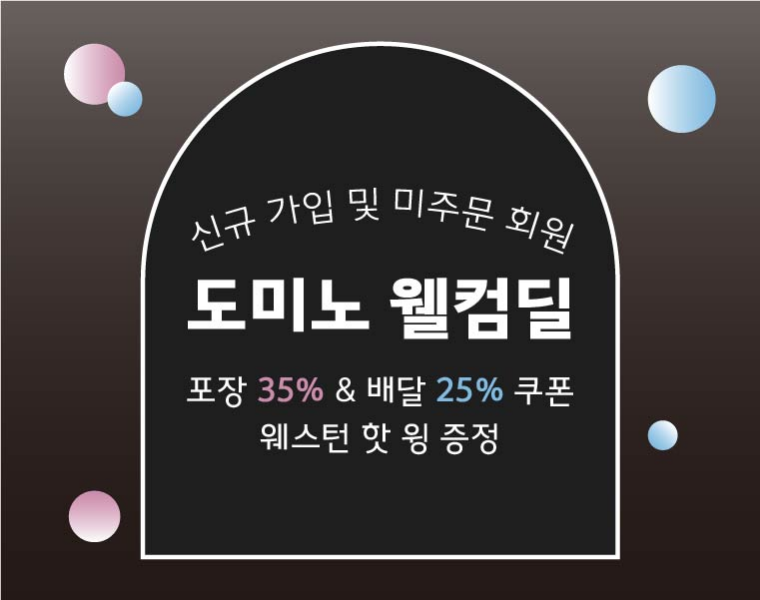 신규 가입 및 미주문 회원
도미노 웰컴딜
포장 35% & 배달 25% 쿠폰
웨스턴 핫 윙 증정